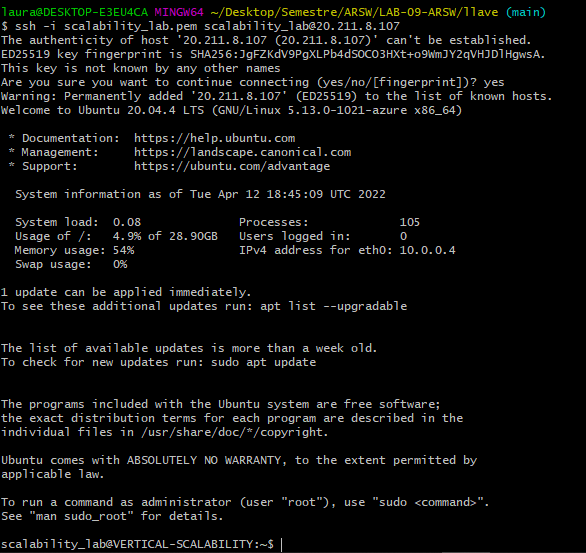 laura@DESKTOP-E3EU4CA MINGW64 ~/Desktop/Semestre/ARSW/LAB-09-ARSW/llave (main)
$ ssh -i scalability_lab.pem scalability_lab@20.211.8.107
The authenticity of host '20.211.8.107 (20.211.8.107)' can't be established.
ED25519 key fingerprint is SHA256:JgFZKdV9PgXLPb4dSOCO3HXt+o9WmJY2qVHJDlHgwsA.
This key is not known by any other names
Are you sure you want to continue connecting (yes/no/[fingerprint])? yes
Warning: Permanently added '20.211.8.107' (ED25519) to the list of known hosts.
Welcome to Ubuntu 20.04.4 LTS (GNU/Linux 5.13.0-1021-azure x86_64)
* Documentation:  https://help.ubuntu.com
* Management:     https://landscape.canonical.com
* Support:        https://ubuntu.com/advantage
System information as of Tue Apr 12 18:45:09 UTC 2022
System load:  0.08               Processes:             105
Usage of /:   4.9% of 28.90GB   Users logged in:       0
Memory usage: 54%                IPv4 address for eth0: 10.0.0.4
Swap usage:   0%
1 update can be applied immediately.
To see these additional updates run: apt list --upgradable
The list of available updates is more than a week old.
To check for new updates run: sudo apt update
The programs included with the Ubuntu system are free software;
the exact distribution terms for each program are described in the
individual files in /usr/share/doc/*/copyright.
Ubuntu comes with ABSOLUTELY NO WARRANTY, to the extent permitted by
applicable law.
To run a command as administrator (user "root"), use "sudo <command>".
See "man sudo_root" for details.
scalability_lab@VERTICAL-SCALABILITY:~$